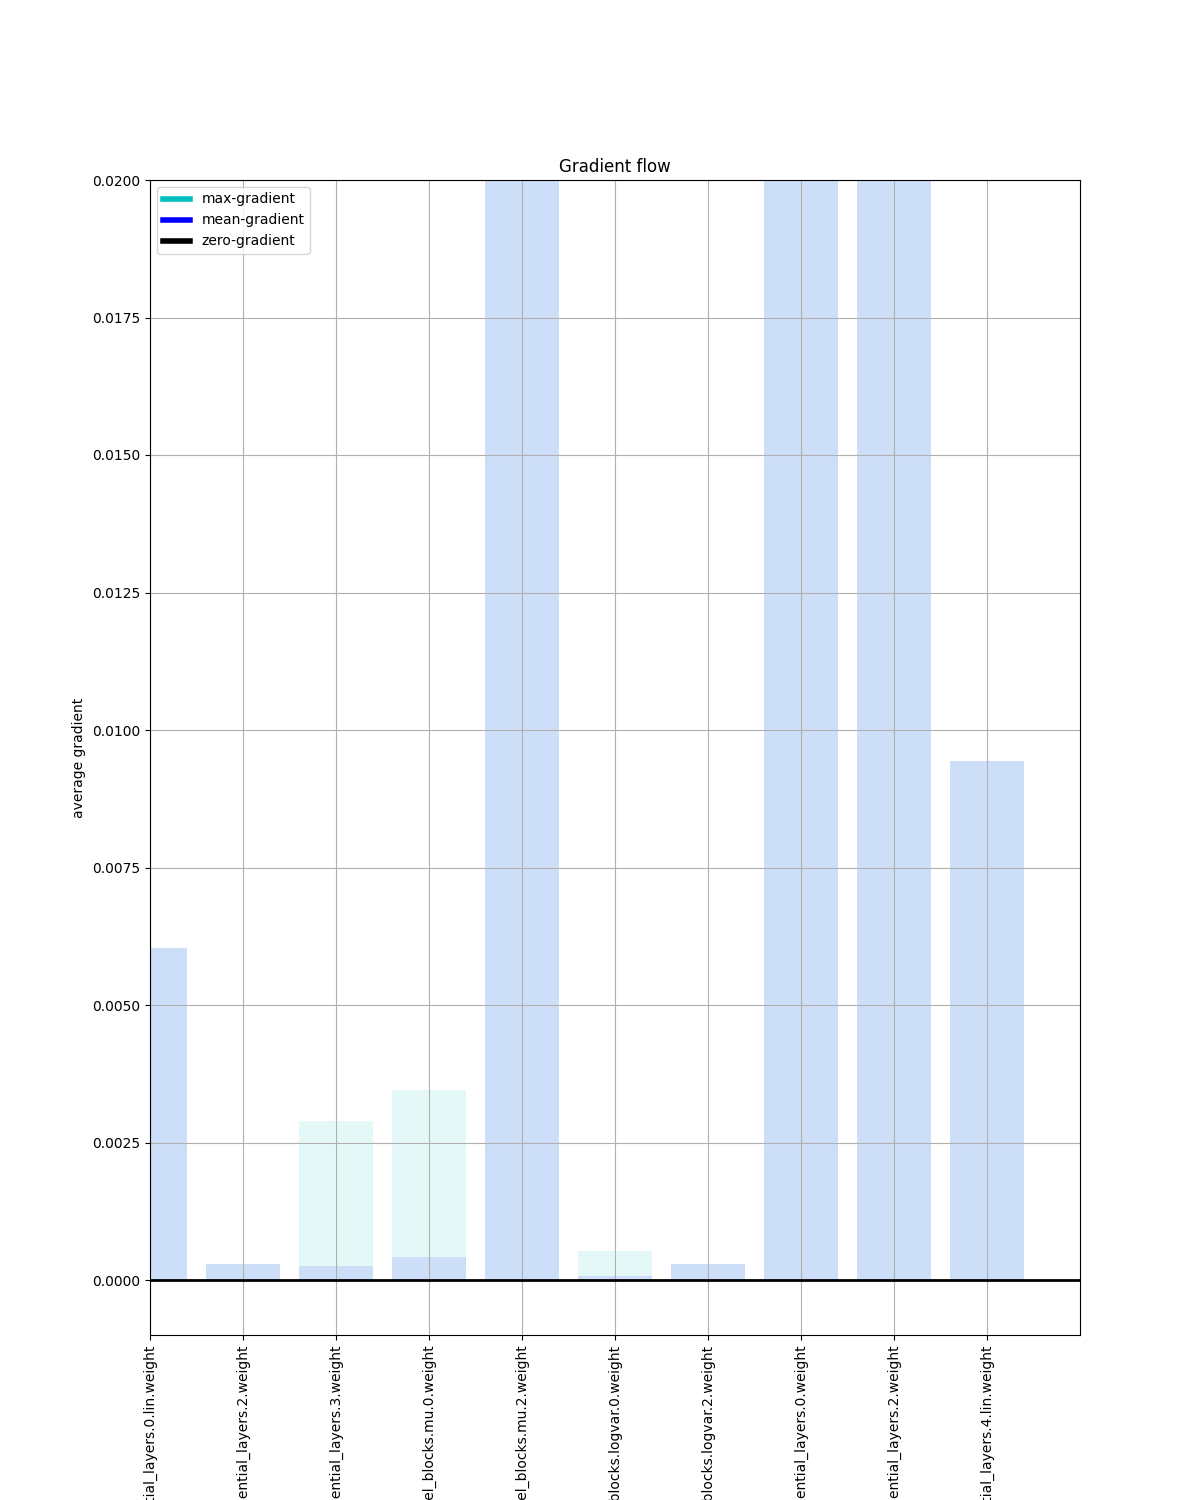 Gradient flow
max-gradient
mean-gradient
zero-gradient
0.0200
0.0175
0.0150
0.0125
0.0100
0.0075
0.0050
0.0025
0.0000
average gradient
tial_layers.0.lin.weight
ential_layers.2.weight
ential_layers.3.weight
el_blocks.mu.0.weight
el_blocks.mu.2.weight
blocks.logvar.0.weight
blocks.logvar.2.weight
ential_layers.0.weight
ential_layers.2.weight
tial_layers.4.lin.weight